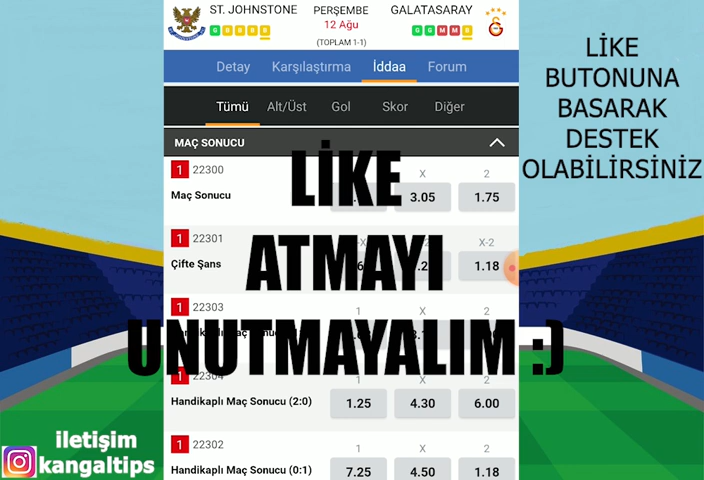 ST. JOHNSTONE
PERŞEMBE
GALATASARAY
12 Ağu
G B B B B
(TOPLAM 1-1)
G G M M B
Detay Karşılaştırma İddaa Forum
Tümü Alt/Üst Gol Skor Diğer
MAÇ SONUCU
1 22300 X 2
Maç Sonucu 3.05 1.75
1 22301 X-2
Çifte Şans 1.18
1 22303 1 X 2
1 22304 X 2
Handikaplı Maç Sonucu (2:0) 1.25 4.30 6.00
1 22302 1 X 2
Handikaplı Maç Sonucu (0:1) 7.25 4.50 1.18
LİKE
ATMAYI
UNUTMAYALIM :)
LİKE
BUTONUNA
BASARAK
DESTEK
OLABİLİRSİNİZ
iletişim
kangaltips